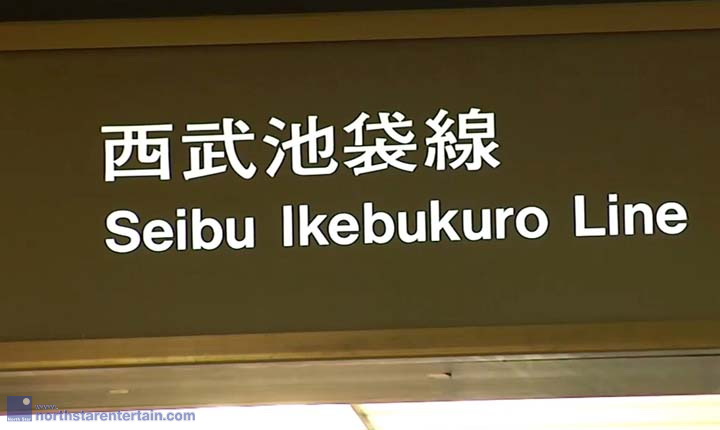 西武池袋線
Seibu Ikebukuro Line
northstarentertain.com